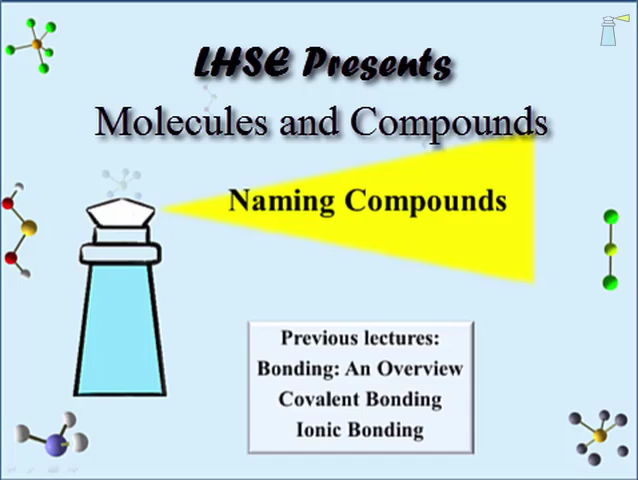 LHSE Presents
Molecules and Compounds
Naming Compounds
Previous lectures:
Bonding: An Overview
Covalent Bonding
Ionic Bonding